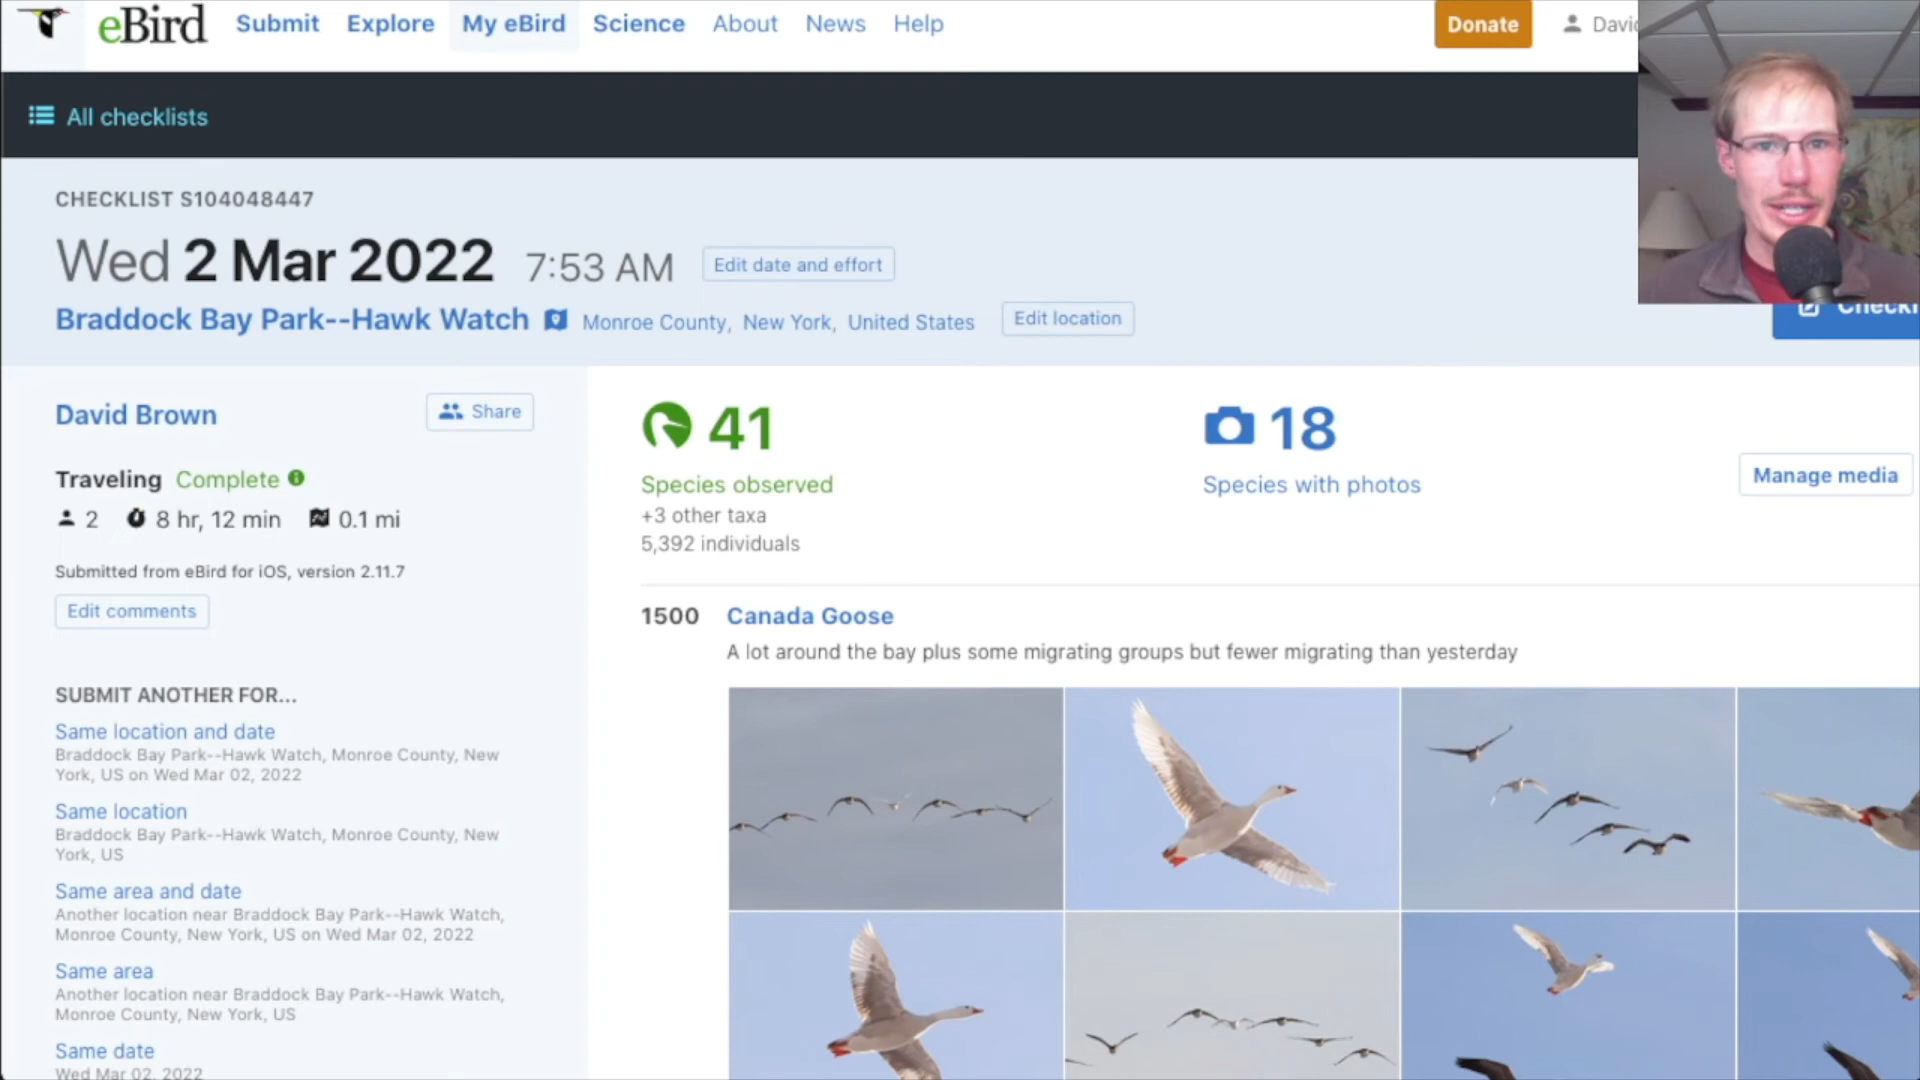 eBird Submit Explore My eBird Science About News Help Donate
All checklists
CHECKLIST S104048447
Wed 2 Mar 2022 7:53 AM Edit date and effort
Braddock Bay Park--Hawk Watch Monroe County, New York, United States Edit location
David Brown Share
Traveling Complete
2 8 hr, 12 min 0.1 mi
Submitted from eBird for iOS, version 2.11.7
Edit comments
SUBMIT ANOTHER FOR...
Same location and date
Braddock Bay Park--Hawk Watch, Monroe County, New
York, US on Wed Mar 02, 2022
Same location
Braddock Bay Park--Hawk Watch, Monroe County, New
York, US
Same area and date
Another location near Braddock Bay Park--Hawk Watch,
Monroe County, New York, US on Wed Mar 02, 2022
Same area
Another location near Braddock Bay Park--Hawk Watch,
Monroe County, New York, US
Same date
Wed Mar 02, 2022
41
Species observed
+3 other taxa
5,392 individuals
18
Species with photos
Manage media
1500 Canada Goose
A lot around the bay plus some migrating groups but fewer migrating than yesterday